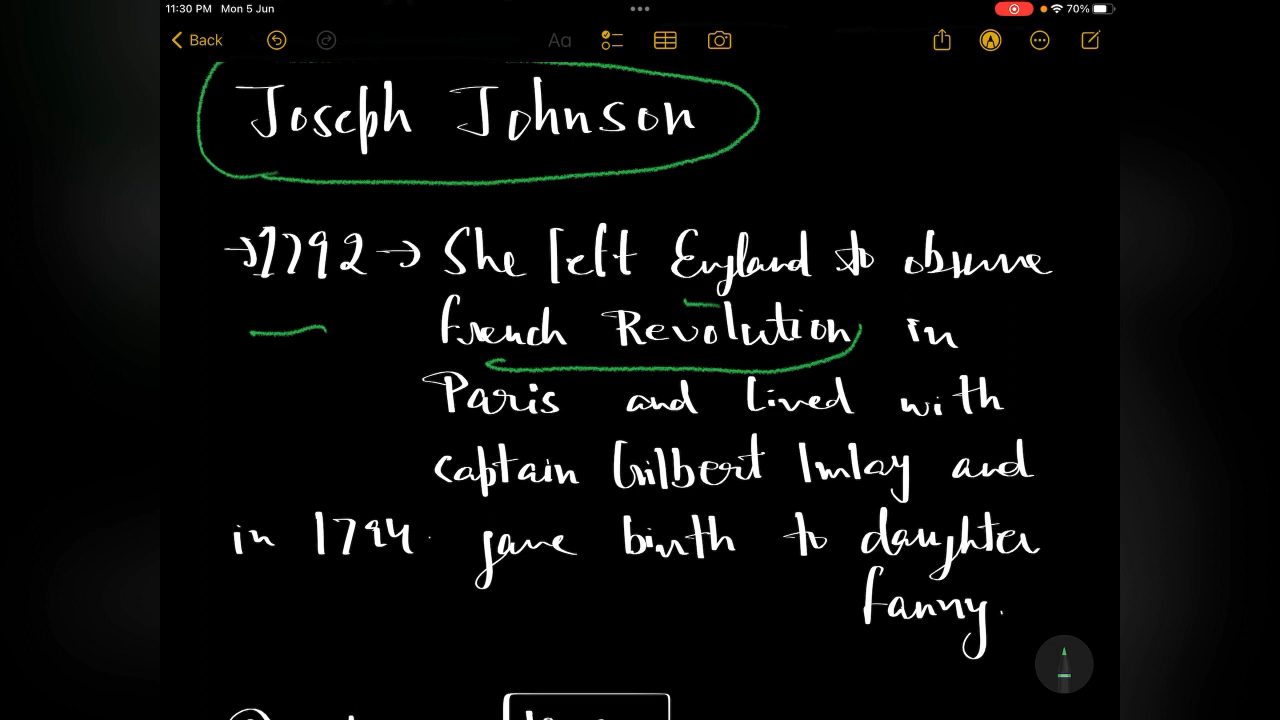 11:30 PM Mon 5 Jun
70%
Back
Aa
Joseph Johnson
→1792→ She left England to observe
French Revolution in
Paris and lived with
captain Gilbert Imlay and
in 1794. gave birth to daughter
Fanny.